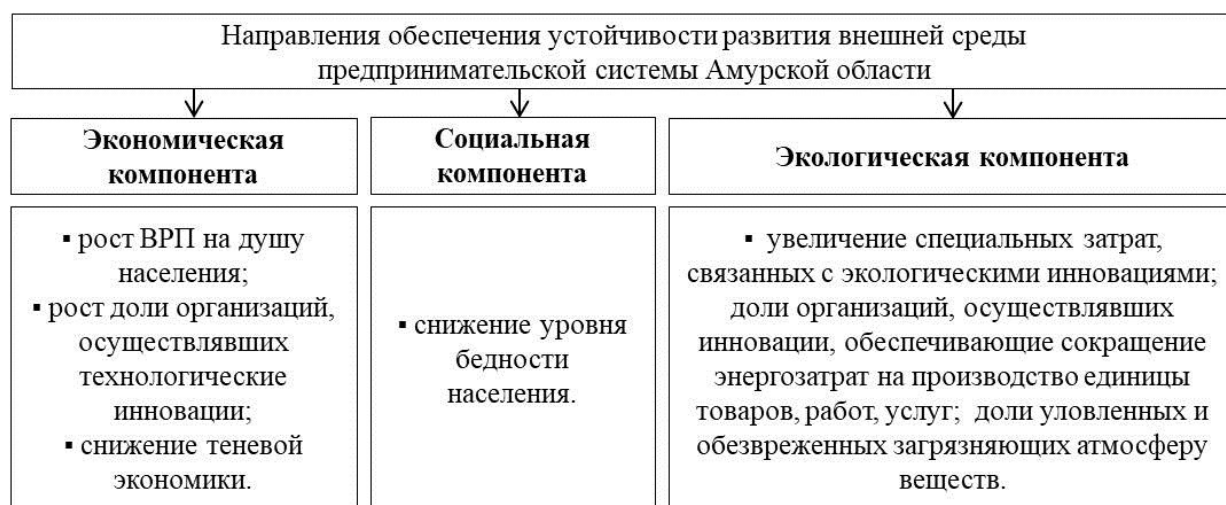 Направления обеспечения устойчивости развития внешней среды
предпринимательской системы Амурской области
Экономическая
компонента
Социальная
компонента
Экологическая компонента
▪ рост ВРП на душу
населения;
▪ рост доли организаций,
осуществлявших
технологические
инновации;
▪ снижение теневой
экономики.
▪ снижение уровня
бедности
населения.
▪ увеличение специальных затрат,
связанных с экологическими инновациями;
доли организаций, осуществлявших
инновации, обеспечивающие сокращение
энергозатрат на производство единицы
товаров, работ, услуг; доли уловленных и
обезвреженных загрязняющих атмосферу
веществ.